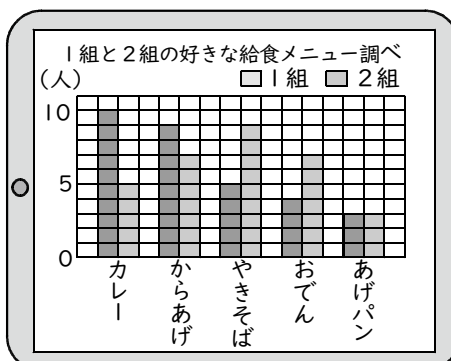 1組と2組の好きな給食メニュー調べ
(人)
□1組 ■2組
10
5
0
カレー
からあげ
やきそば
おでん
あげパン